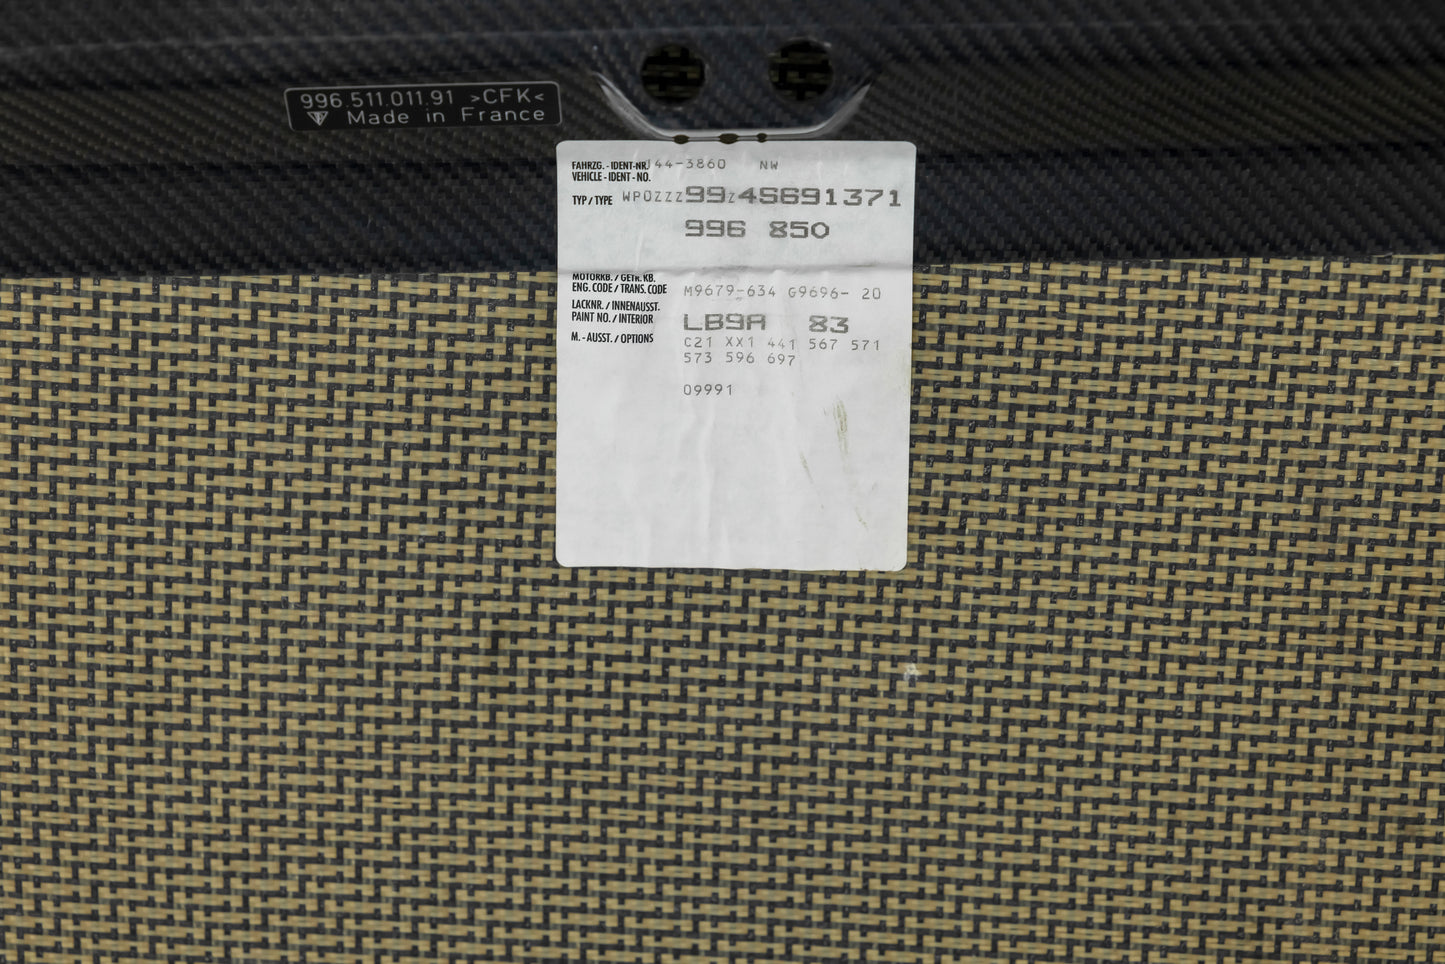 996.511.011.91 >CFK<
Made in France
FAHRZG. - IDENT-NR. 144-3860 NW
VEHICLE - IDENT - NO.
TYP / TYPE WP0ZZZ99Z4S691371
996 850
MOTORKB. / GETR. KB.
ENG. CODE / TRANS. CODE M9679-634 G9696- 20
LACKNR. / INNENAUSST.
PAINT NO. / INTERIOR LB9A 83
M. - AUSST. / OPTIONS C21 XX1 441 567 571
573 596 697
09991